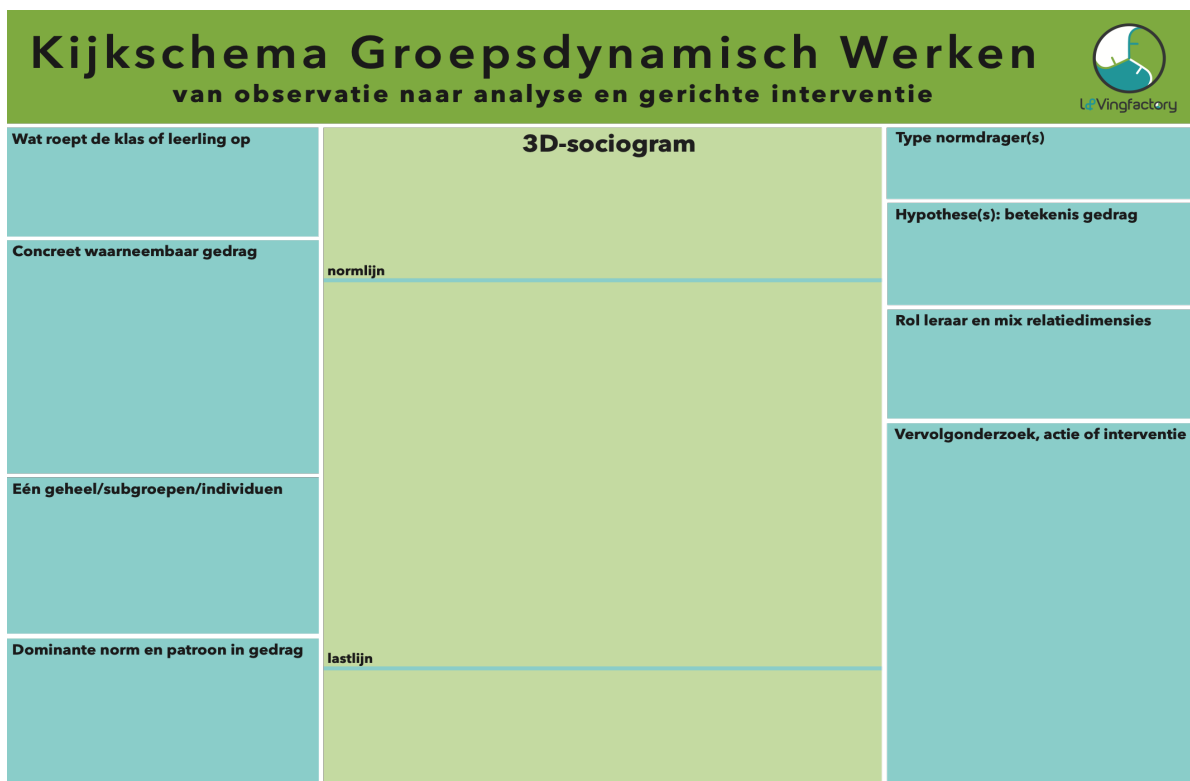 Kijkschema Groepsdynamisch Werken
van observatie naar analyse en gerichte interventie
LefVingfactory
Wat roept de klas of leerling op
Concreet waarneembaar gedrag
Eén geheel/subgroepen/individuen
Dominante norm en patroon in gedrag
3D-sociogram
normlijn
lastlijn
Type normdrager(s)
Hypothese(s): betekenis gedrag
Rol leraar en mix relatiedimensies
Vervolgonderzoek, actie of interventie